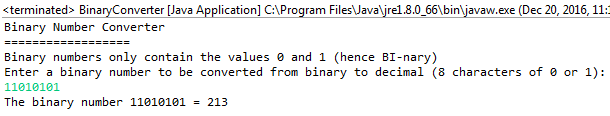 <terminated> BinaryConverter [Java Application] C:\Program Files\Java\jre1.8.0_66\bin\javaw.exe (Dec 20, 2016, 11:
Binary Number Converter
==================
Binary numbers only contain the values 0 and 1 (hence BI-nary)
Enter a binary number to be converted from binary to decimal (8 characters of 0 or 1):
11010101
The binary number 11010101 = 213